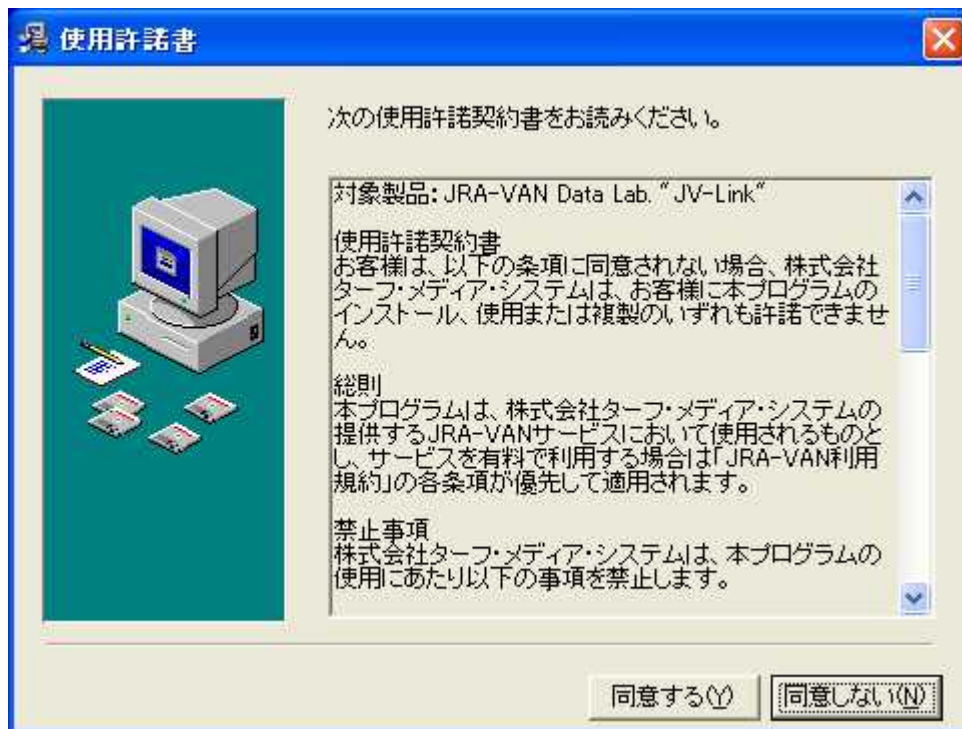 使用許諾書
次の使用許諾契約書をお読みください。
対象製品: JRA-VAN Data Lab. "JV-Link"
使用許諾契約書
お客様は、以下の条項に同意されない場合、株式会社
ターフ・メディア・システムは、お客様に本プログラムの
インストール、使用または複製のいずれも許諾できませ
ん。
総則
本プログラムは、株式会社ターフ・メディア・システムの
提供するJRA-VANサービスにおいて使用されるものと
し、サービスを有料で利用する場合は「JRA-VAN利用
規約」の各条項が優先して適用されます。
禁止事項
株式会社ターフ・メディア・システムは、本プログラムの
使用にあたり以下の事項を禁止します。
同意する(Y)
同意しない(N)